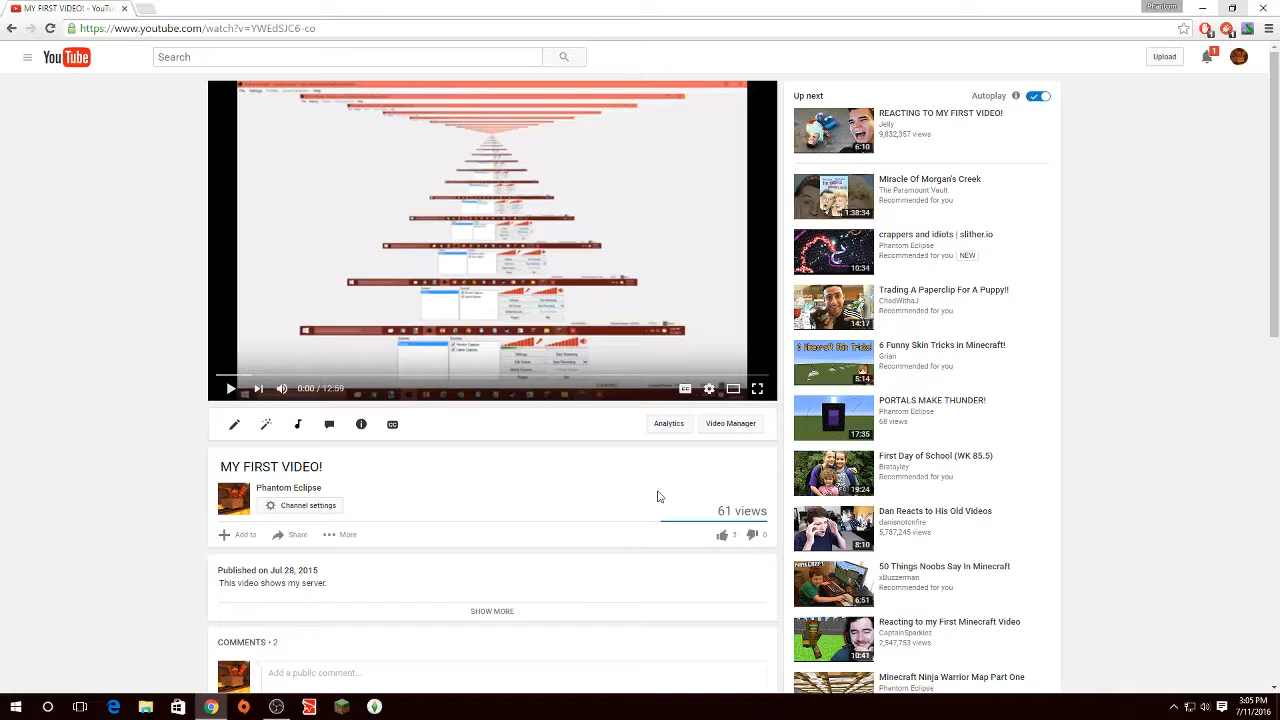 MY FIRST VIDEO! - YouTu
Phantom
https://www.youtube.com/watch?v=YWEdSJC6-co
YouTube
Search
Upload
1
File Settings Help
0:00 / 12:59
CC
Analytics
Video Manager
MY FIRST VIDEO!
Phantom Eclipse
Channel settings
61 views
Add to
Share
More
3
0
Published on Jul 28, 2015
This video shows my server.
SHOW MORE
COMMENTS • 2
Add a public comment...
Up next
Autoplay
REACTING TO MY FIRST VIDEO!
Jelly
9,832,357 views
6:10
Miracle Of Morgan's Creek
The Paramount Vault
Recommended for you
1:38:34
crappers and idiots | slither.io
Phantom Eclipse
Recommended for you NEW
10:34
Trading A Paperclip For A Puppy!!
ChadWithaJ
Recommended for you
14:17
6 Funny Skin Tricks in Minecraft!
Grian
Recommended for you
5:14
PORTALS MAKE THUNDER!
Phantom Eclipse
68 views
17:35
First Day of School (WK 85.5)
Bratayley
Recommended for you
19:24
Dan Reacts to His Old Videos
danisnotonfire
5,787,245 views
8:10
50 Things Noobs Say In Minecraft
xBuzzerman
Recommended for you
6:51
Reacting to my First Minecraft Video
CaptainSparklez
2,547,753 views
10:41
Minecraft Ninja Warrior Map Part One
Phantom Eclipse
3:05 PM
7/11/2016